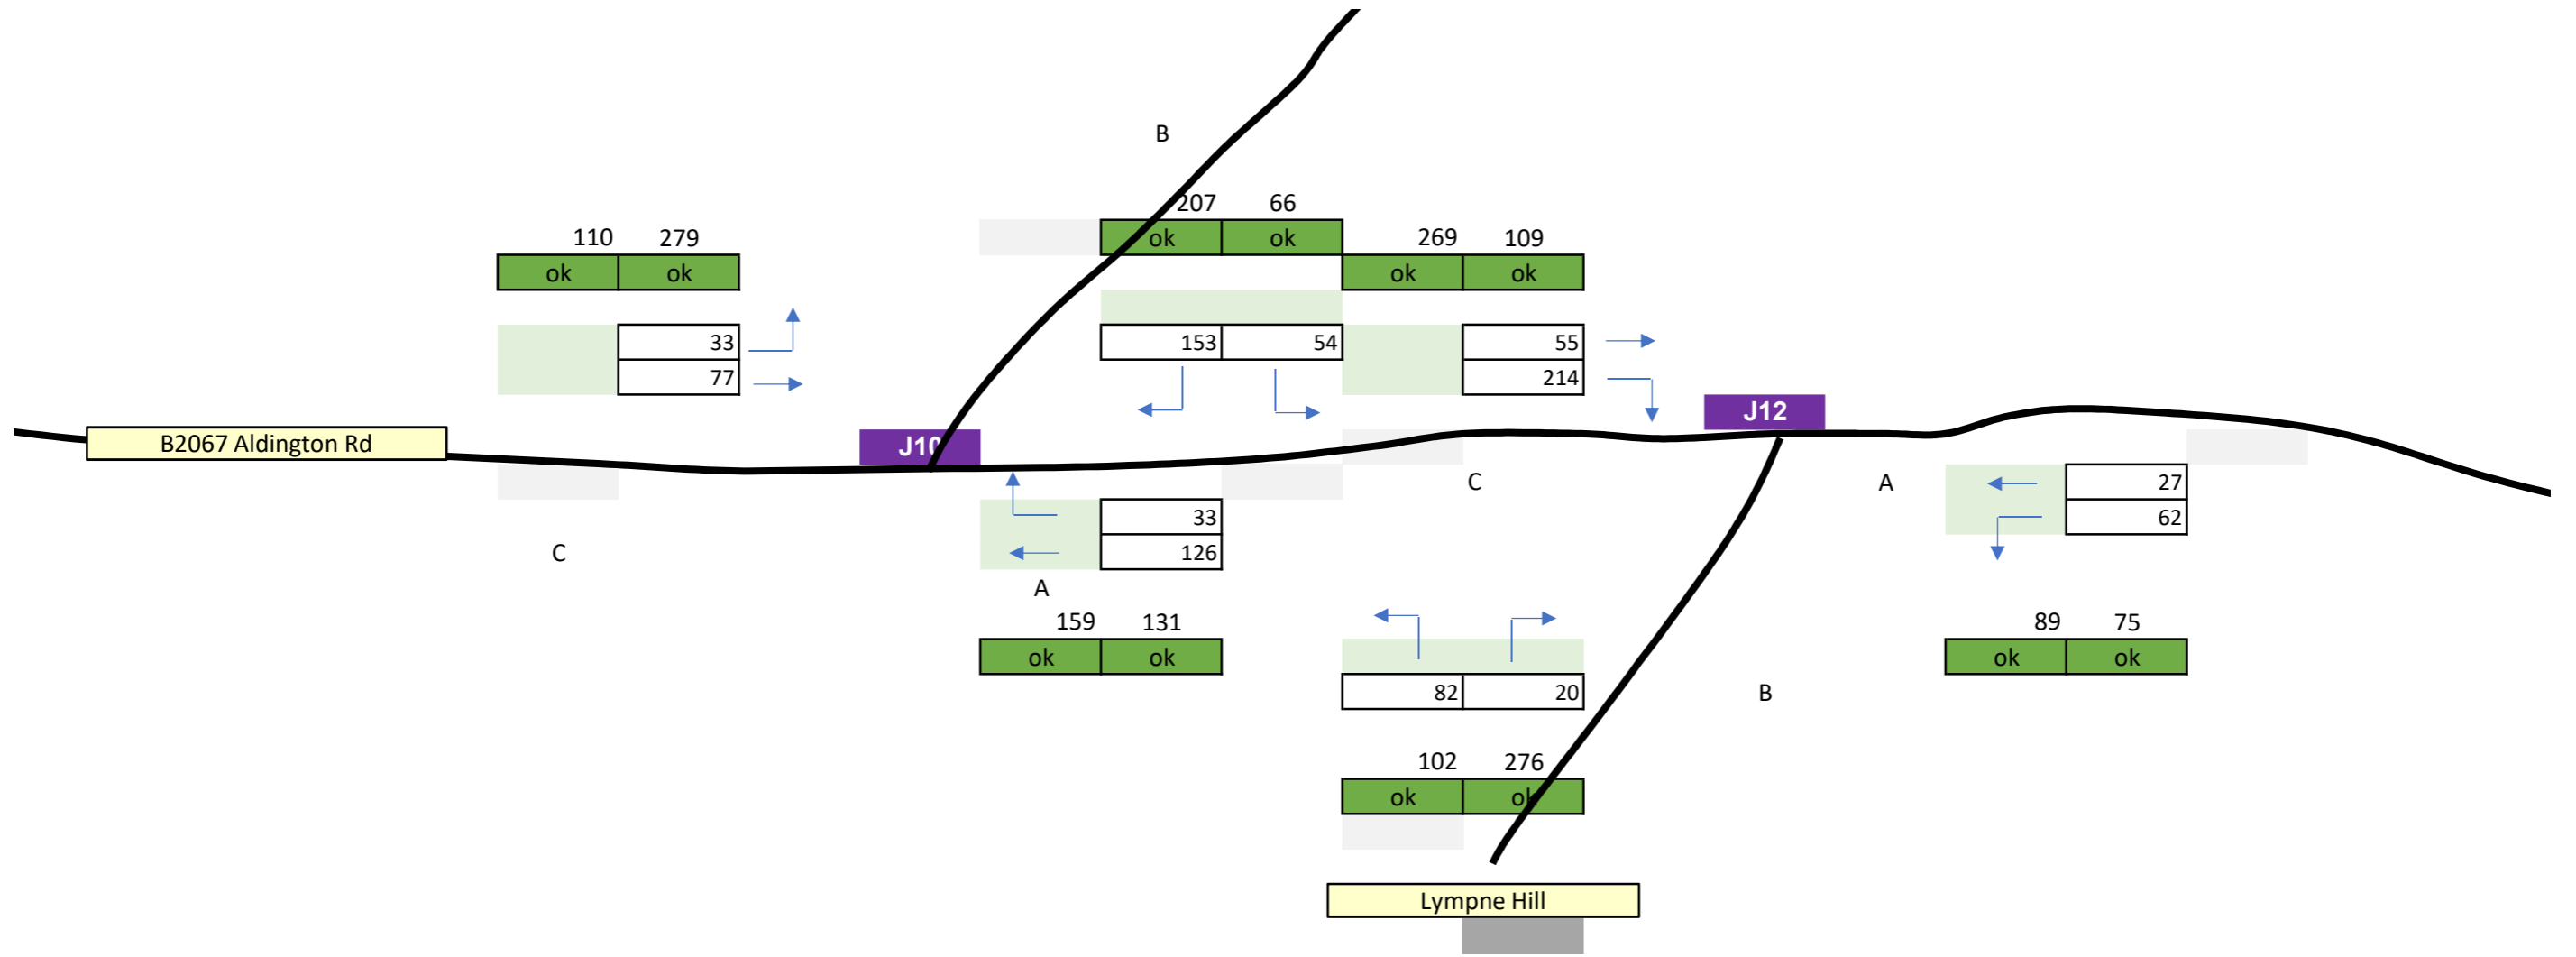 B
207 66
ok ok
110 279
ok ok
269 109
ok ok
33
77
153 54
55
214
J12
B2067 Aldington Rd
J10
C
A
27
62
33
126
C
A
159 131
ok ok
89 75
ok ok
82 20
B
102 276
ok ok
Lympne Hill